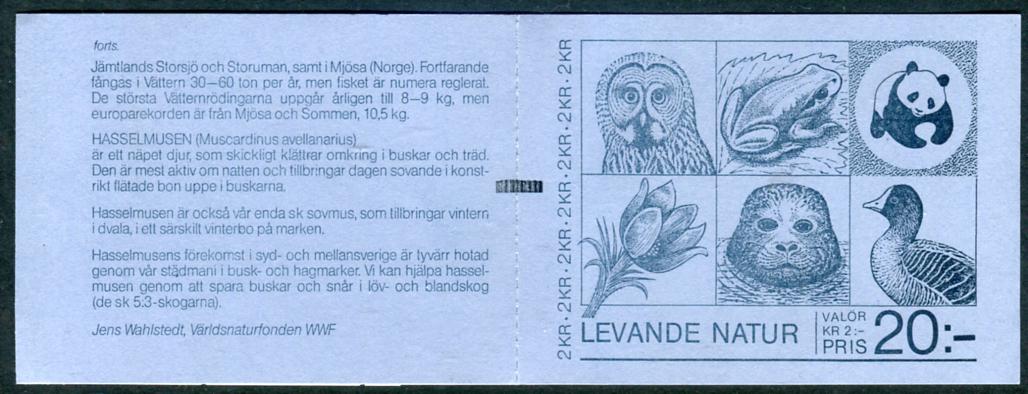 forts.
Jämtlands Storsjö och Storuman, samt i Mjösa (Norge). Fortfarande
fångas i Vättern 30–60 ton per år, men fisket är numera reglerat.
De största Vätternrödingarna uppgår årligen till 8–9 kg, men
europarekorden är från Mjösa och Sommen, 10,5 kg.
HASSELMUSEN (Muscardinus avellanarius)
är ett näpet djur, som skickligt klättrar omkring i buskar och träd.
Den är mest aktiv om natten och tillbringar dagen sovande i konst-
rikt flätade bon uppe i buskarna.
Hasselmusen är också vår enda sk sovmus, som tillbringar vintern
i dvala, i ett särskilt vinterbo på marken.
Hasselmusens förekomst i syd- och mellansverige är tyvärr hotad
genom vår städmani i busk- och hagmarker. Vi kan hjälpa hassel-
musen genom att spara buskar och snår i löv- och blandskog
(de sk 5:3-skogarna).
Jens Wahlstedt, Världsnaturfonden WWF
2KR · 2KR · 2KR · 2KR · 2KR · 2KR · 2KR · 2KR · 2KR · 2KR
LEVANDE NATUR
VALÖR
KR 2:-
PRIS 20:-